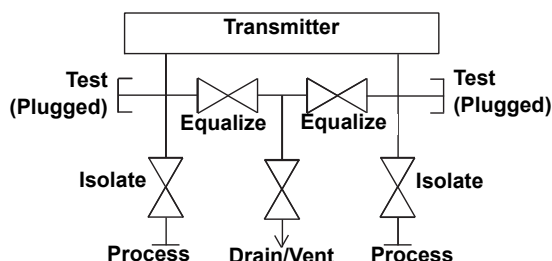 Transmitter
Test
(Plugged)
Test
(Plugged)
Equalize
Equalize
Isolate
Isolate
Process
Drain/Vent
Process